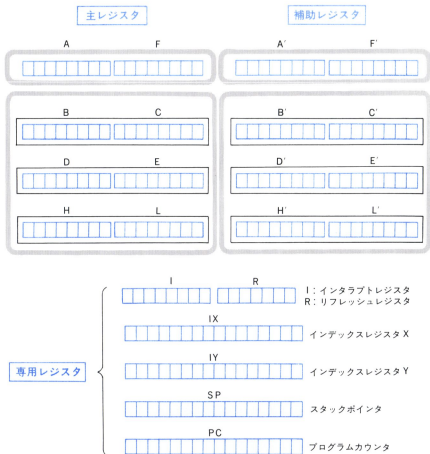 主レジスタ 補助レジスタ
A F A′ F′
B C B′ C′
D E D′ E′
H L H′ L′
I R
I：インタラプトレジスタ
R：リフレッシュレジスタ
IX
インデックスレジスタ X
IY
専用レジスタ インデックスレジスタ Y
SP
スタックポインタ
PC
プログラムカウンタ